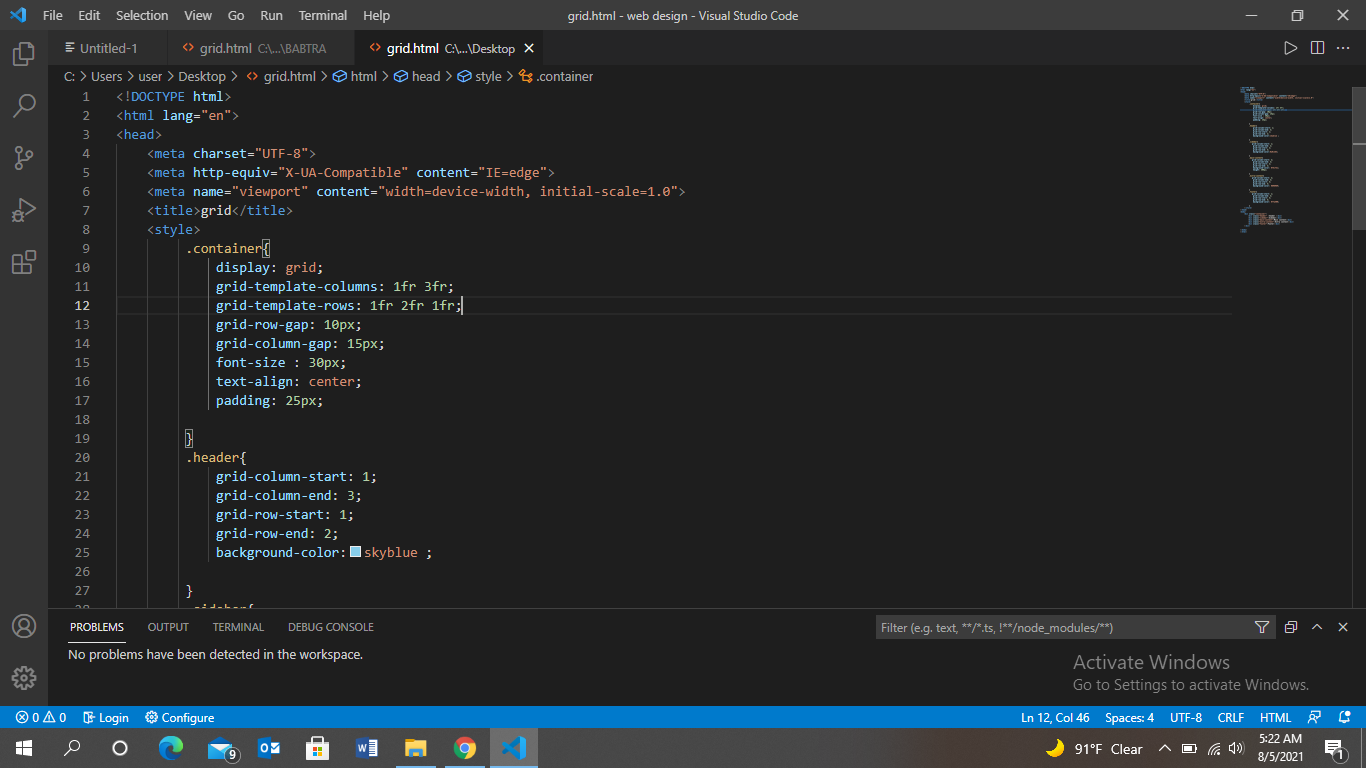 File Edit Selection View Go Run Terminal Help grid.html - web design - Visual Studio Code
Untitled-1 grid.html C:\...\BABTRA grid.html C:\...\Desktop
C: > Users > user > Desktop > grid.html > html > head > style > .container
1 <!DOCTYPE html>
2 <html lang="en">
3 <head>
4 <meta charset="UTF-8">
5 <meta http-equiv="X-UA-Compatible" content="IE=edge">
6 <meta name="viewport" content="width=device-width, initial-scale=1.0">
7 <title>grid</title>
8 <style>
9 .container{
10 display: grid;
11 grid-template-columns: 1fr 3fr;
12 grid-template-rows: 1fr 2fr 1fr;
13 grid-row-gap: 10px;
14 grid-column-gap: 15px;
15 font-size : 30px;
16 text-align: center;
17 padding: 25px;
18
19 }
20 .header{
21 grid-column-start: 1;
22 grid-column-end: 3;
23 grid-row-start: 1;
24 grid-row-end: 2;
25 background-color: skyblue ;
26
27 }
PROBLEMS OUTPUT TERMINAL DEBUG CONSOLE Filter (e.g. text, **/*.ts, !**/node_modules/**)
No problems have been detected in the workspace.
Activate Windows
Go to Settings to activate Windows.
0 0 Login Configure Ln 12, Col 46 Spaces: 4 UTF-8 CRLF HTML
9 91°F Clear 5:22 AM
8/5/2021 1